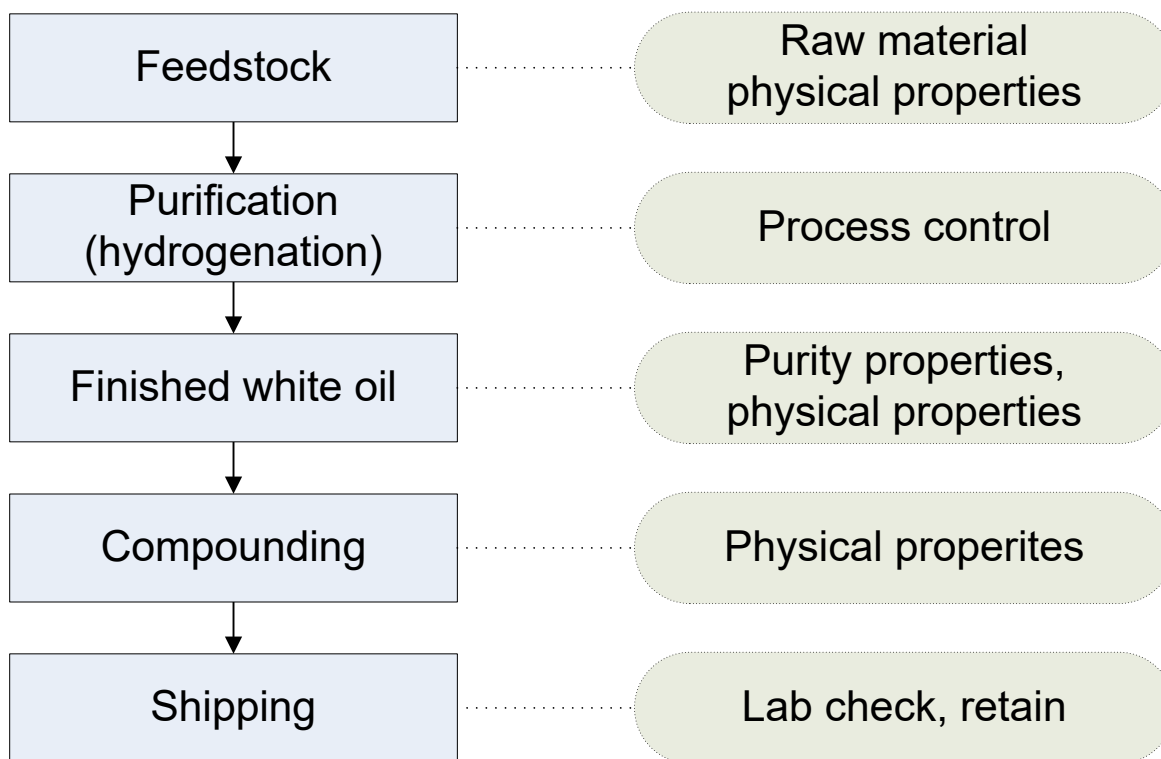 Feedstock
Raw material
physical properties
Purification
(hydrogenation)
Process control
Finished white oil
Purity properties,
physical properties
Compounding
Physical properites
Shipping
Lab check, retain